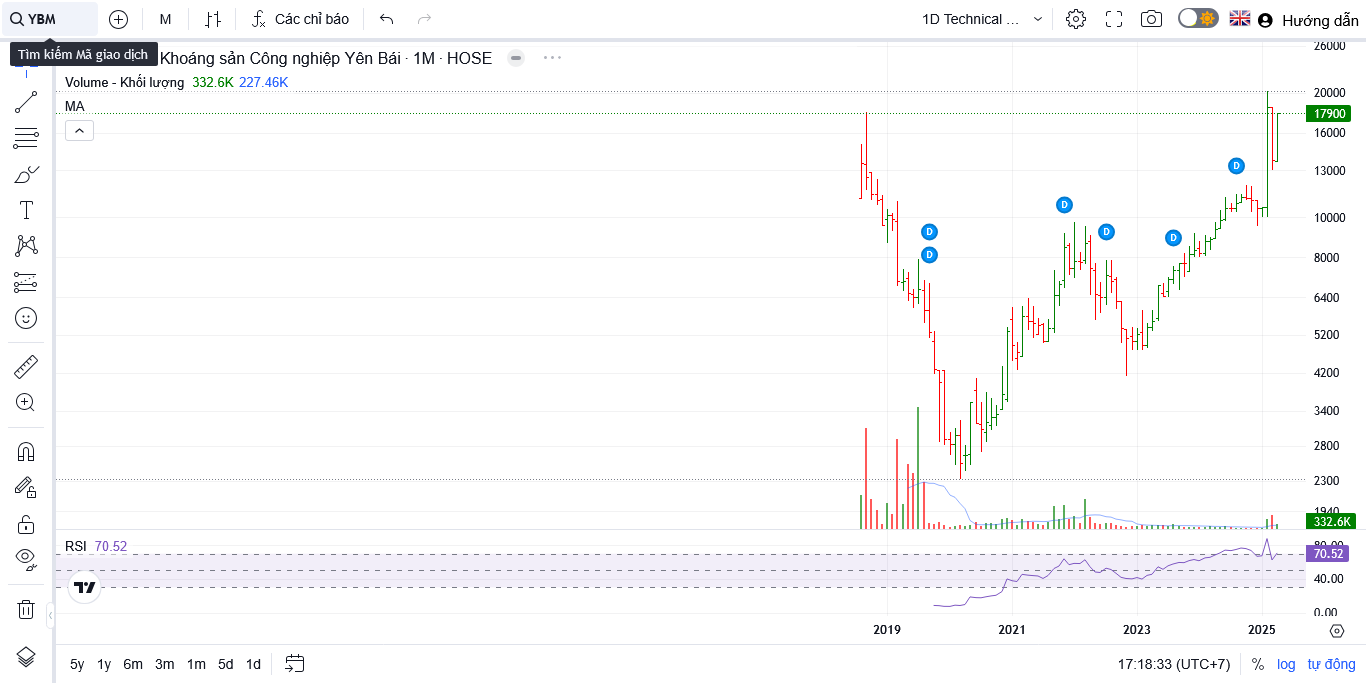 YBM
M
Các chỉ báo
1D Technical ...
Hướng dẫn
Tìm kiếm Mã giao dịch
Khoáng sản Công nghiệp Yên Bái · 1M · HOSE
Volume - Khối lượng 332.6K 227.46K
MA
26000
20000
17900
16000
13000
10000
8000
6400
5200
4200
3400
2800
2300
1940
332.6K
D
D
D
D
D
D
RSI 70.52
80.00
70.52
40.00
0.00
2019 2021 2023 2025
5y 1y 6m 3m 1m 5d 1d
17:18:33 (UTC+7) % log tự động